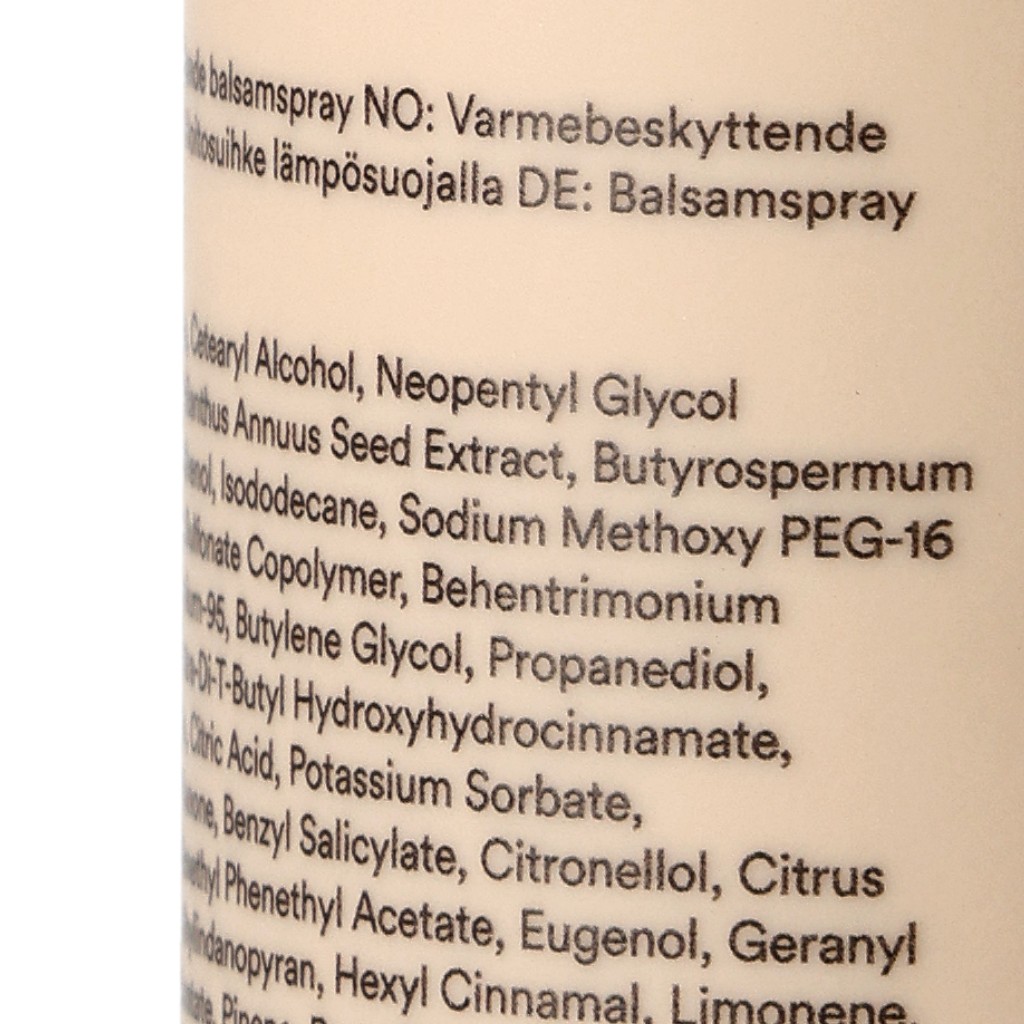 balsamspray NO: Varmebeskyttende
lämpösuojalla DE: Balsamspray
Cetearyl Alcohol, Neopentyl Glycol
Annuus Seed Extract, Butyrospermum
Isododecane, Sodium Methoxy PEG-16
Copolymer, Behentrimonium
Butylene Glycol, Propanediol,
Hydroxyhydrocinnamate,
Citric Acid, Potassium Sorbate,
Benzyl Salicylate, Citronellol, Citrus
Phenethyl Acetate, Eugenol, Geranyl
Hexyl Cinnamal, Limonene,